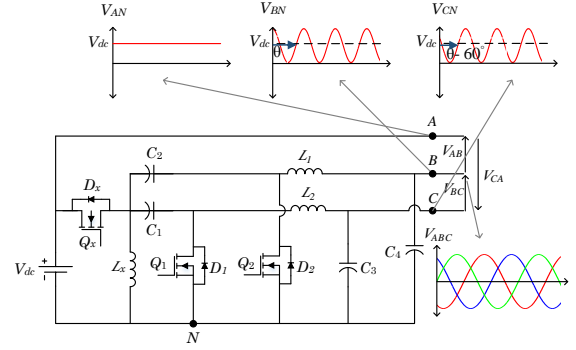 V_AN
V_dc
V_BN
V_dc
θ
V_CN
V_dc
θ- 60°
A
C_2
L_1
B
V_AB
D_x
L_2
V_BC
V_CA
C
C_1
Q_x
V_ABC
C_4
V_dc
+
-
L_x
Q_1
D_1
Q_2
D_2
C_3
N